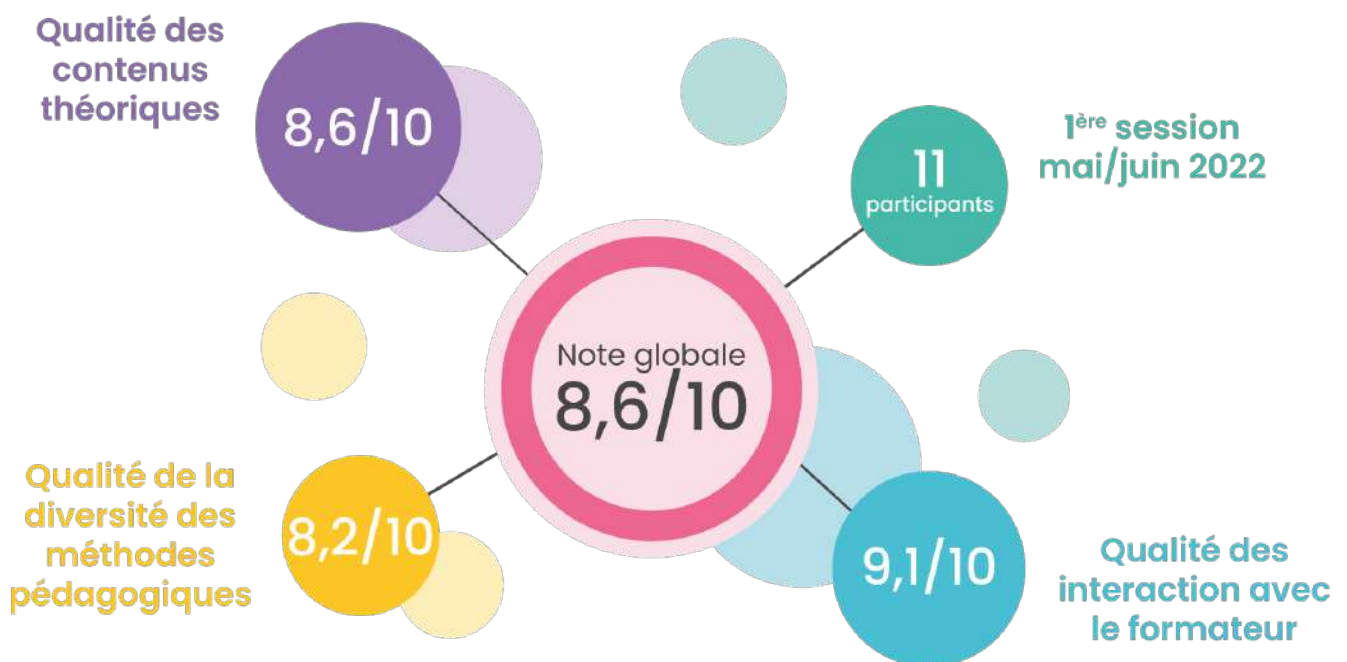 Qualité des
contenus
théoriques
8,6/10
1ère session
mai/juin 2022
11
participants
Note globale
8,6/10
Qualité de la
diversité des
méthodes
pédagogiques
8,2/10
9,1/10
Qualité des
interaction avec
le formateur